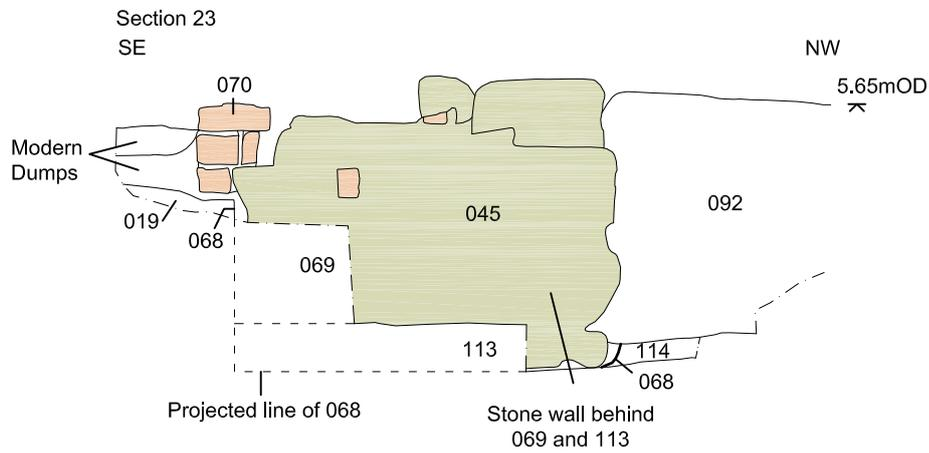 Section 23
SE
NW
5.65mOD
070
Modern
Dumps
019
068
045
092
069
113
114
068
Projected line of 068
Stone wall behind
069 and 113